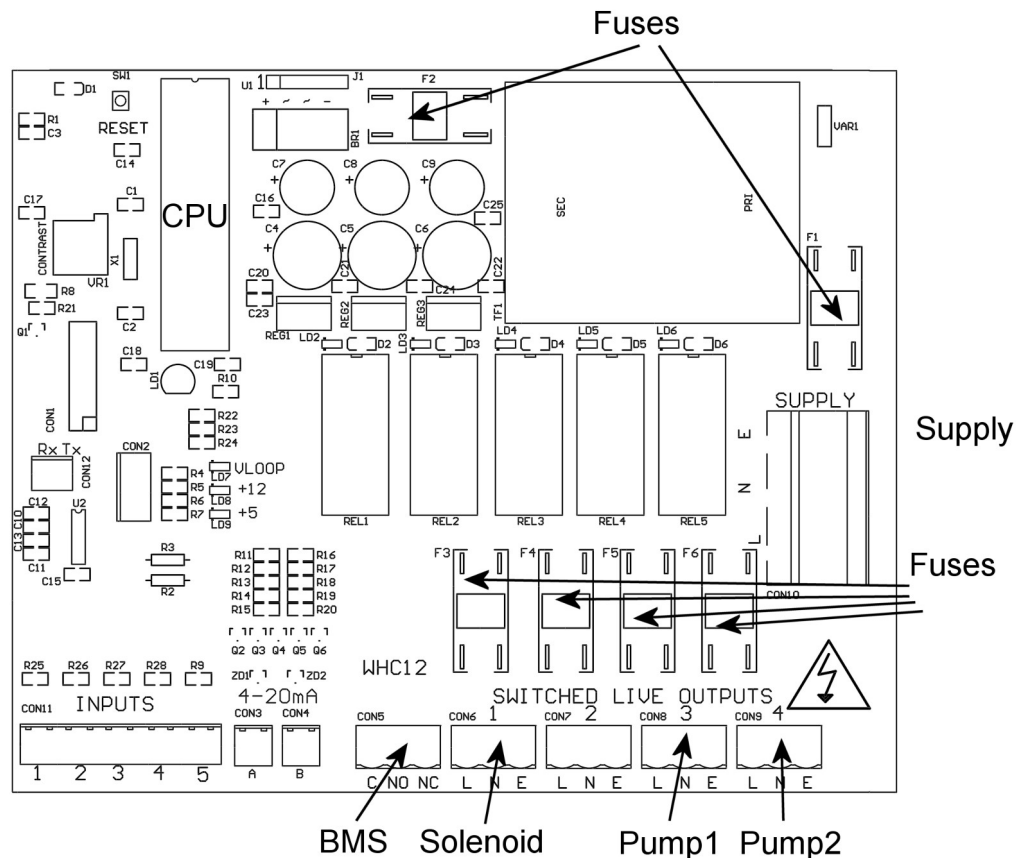 Fuses
SW1
D1
RESET
R1
C3
C14
U1 1
J1
F2
+ ~ ~ -
BR1
VAR1
C17
C1
CPU
CONTRAST
VR1
X1
C7
C8
C9
+
+
+
C16
C25
C4
C5
C6
+
+
+
SEC
PRI
F1
R8
R21
Q1
C2
C20
C23
C21
C24
C22
TF1
REG1
REG2
REG3
LD2
D2
LD3
D3
LD4
D4
LD5
D5
LD6
D6
C18
LD1
C19
R10
CON1
R22
R23
R24
Rx Tx
CON12
CON2
R4
R5
R6
R7
VLOOP
LD7
+12
LD8
+5
LD9
SUPPLY
E
N
L
Supply
C12
C10
C13
C11
U2
C15
R3
R2
REL1
REL2
REL3
REL4
REL5
R11
R12
R13
R14
R15
R16
R17
R18
R19
R20
F3
F4
F5
F6
CON10
Fuses
Q2
Q3
Q4
Q5
Q6
ZD1
ZD2
R25
R26
R27
R28
R9
WHC12
INPUTS
4-20mA
SWITCHED LIVE OUTPUTS
CON11
CON3
CON4
CON5
CON6
1
CON7
2
CON8
3
CON9
4
1 2 3 4 5
A
B
C NO NC
L N E
L N E
L N E
L N E
BMS
Solenoid
Pump1
Pump2